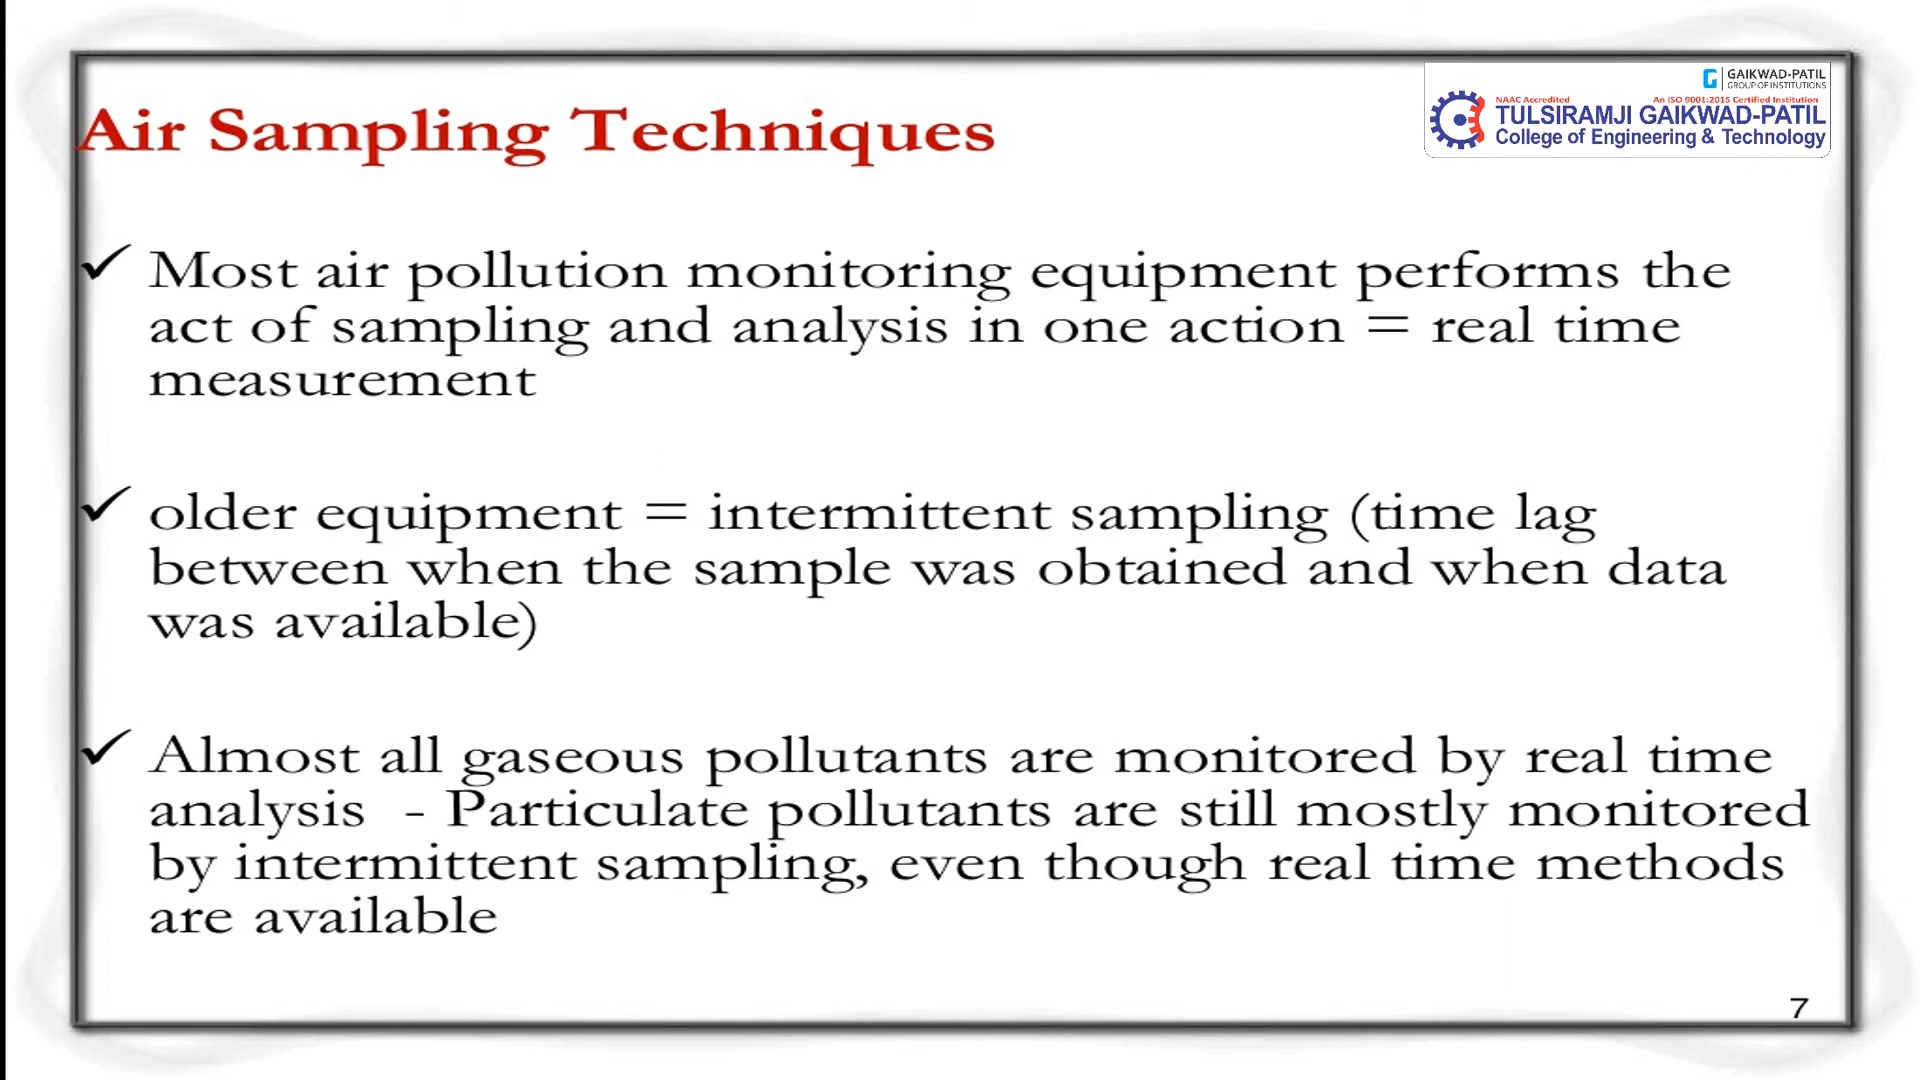 GAIKWAD-PATIL
GROUP OF INSTITUTIONS
NAAC Accredited An ISO 9001:2015 Certified Institution
TULSIRAMJI GAIKWAD-PATIL
College of Engineering & Technology
Air Sampling Techniques
✓ Most air pollution monitoring equipment performs the
act of sampling and analysis in one action = real time
measurement
✓ older equipment = intermittent sampling (time lag
between when the sample was obtained and when data
was available)
✓ Almost all gaseous pollutants are monitored by real time
analysis - Particulate pollutants are still mostly monitored
by intermittent sampling, even though real time methods
are available
7